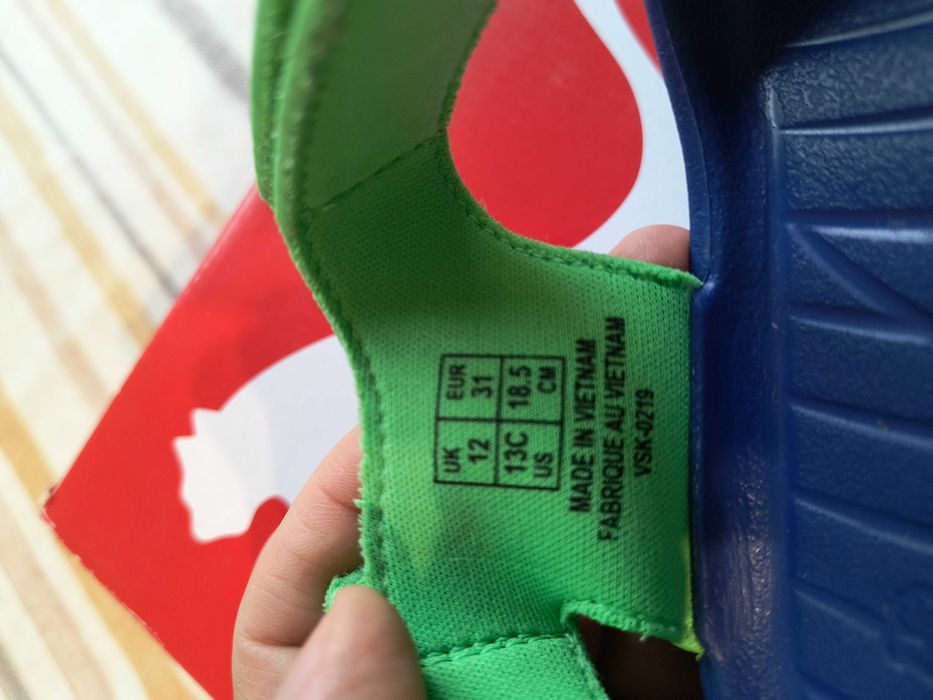 UK EUR
12 31
13C 18.5
US CM
MADE IN VIETNAM
FABRIQUE AU VIETNAM
VSK-0219